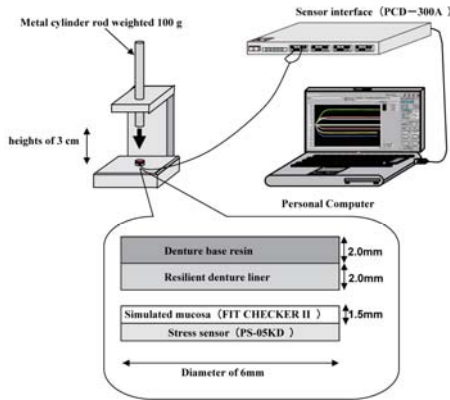 Sensor interface（PCD－300A ）
Metal cylinder rod weighted 100 g
heights of 3 cm
Personal Computer
Denture base resin
2.0mm
Resilient denture liner
2.0mm
Simulated mucosa（FIT CHECKER II ）
1.5mm
Stress sensor（PS-05KD ）
Diameter of 6mm